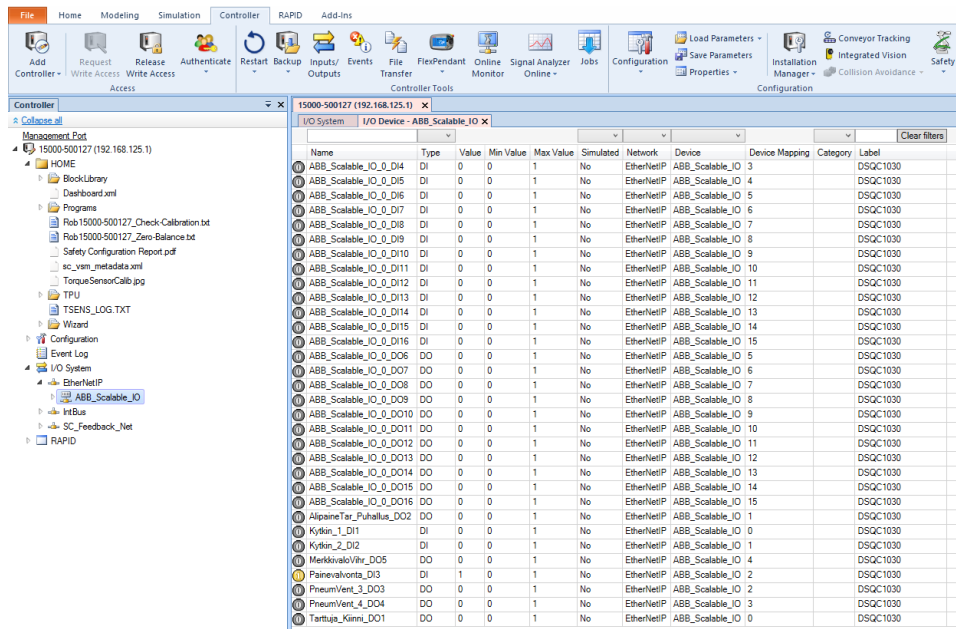 File Home Modeling Simulation Controller RAPID Add-Ins
Add Controller Request Write Access Release Write Access Authenticate Restart Backup Inputs/ Outputs Events File Transfer FlexPendant Online Monitor Signal Analyzer Online Jobs Configuration Load Parameters Save Parameters Properties Installation Manager Conveyor Tracking Integrated Vision Collision Avoidance Safety
Access Controller Tools Configuration
Controller
Collapse all
Management Port
15000-500127 (192.168.125.1)
HOME
BlockLibrary
Dashboard.xml
Programs
Rob15000-500127_Check-Calibration.txt
Rob15000-500127_Zero-Balance.txt
Safety Configuration Report.pdf
sc_vsm_metadata.xml
TorqueSensorCalib.jpg
TPU
TSENS_LOG.TXT
Wizard
Configuration
Event Log
I/O System
EtherNetIP
ABB_Scalable_IO
IntBus
SC_Feedback_Net
RAPID
15000-500127 (192.168.125.1) X
I/O System I/O Device - ABB_Scalable_IO X
Clear filters
Name Type Value Min Value Max Value Simulated Network Device Device Mapping Category Label
ABB_Scalable_IO_0_DI4 DI 0 0 1 No EtherNetIP ABB_Scalable_IO 3 DSQC1030
ABB_Scalable_IO_0_DI5 DI 0 0 1 No EtherNetIP ABB_Scalable_IO 4 DSQC1030
ABB_Scalable_IO_0_DI6 DI 0 0 1 No EtherNetIP ABB_Scalable_IO 5 DSQC1030
ABB_Scalable_IO_0_DI7 DI 0 0 1 No EtherNetIP ABB_Scalable_IO 6 DSQC1030
ABB_Scalable_IO_0_DI8 DI 0 0 1 No EtherNetIP ABB_Scalable_IO 7 DSQC1030
ABB_Scalable_IO_0_DI9 DI 0 0 1 No EtherNetIP ABB_Scalable_IO 8 DSQC1030
ABB_Scalable_IO_0_DI10 DI 0 0 1 No EtherNetIP ABB_Scalable_IO 9 DSQC1030
ABB_Scalable_IO_0_DI11 DI 0 0 1 No EtherNetIP ABB_Scalable_IO 10 DSQC1030
ABB_Scalable_IO_0_DI12 DI 0 0 1 No EtherNetIP ABB_Scalable_IO 11 DSQC1030
ABB_Scalable_IO_0_DI13 DI 0 0 1 No EtherNetIP ABB_Scalable_IO 12 DSQC1030
ABB_Scalable_IO_0_DI14 DI 0 0 1 No EtherNetIP ABB_Scalable_IO 13 DSQC1030
ABB_Scalable_IO_0_DI15 DI 0 0 1 No EtherNetIP ABB_Scalable_IO 14 DSQC1030
ABB_Scalable_IO_0_DI16 DI 0 0 1 No EtherNetIP ABB_Scalable_IO 15 DSQC1030
ABB_Scalable_IO_0_DO6 DO 0 0 1 No EtherNetIP ABB_Scalable_IO 5 DSQC1030
ABB_Scalable_IO_0_DO7 DO 0 0 1 No EtherNetIP ABB_Scalable_IO 6 DSQC1030
ABB_Scalable_IO_0_DO8 DO 0 0 1 No EtherNetIP ABB_Scalable_IO 7 DSQC1030
ABB_Scalable_IO_0_DO9 DO 0 0 1 No EtherNetIP ABB_Scalable_IO 8 DSQC1030
ABB_Scalable_IO_0_DO10 DO 0 0 1 No EtherNetIP ABB_Scalable_IO 9 DSQC1030
ABB_Scalable_IO_0_DO11 DO 0 0 1 No EtherNetIP ABB_Scalable_IO 10 DSQC1030
ABB_Scalable_IO_0_DO12 DO 0 0 1 No EtherNetIP ABB_Scalable_IO 11 DSQC1030
ABB_Scalable_IO_0_DO13 DO 0 0 1 No EtherNetIP ABB_Scalable_IO 12 DSQC1030
ABB_Scalable_IO_0_DO14 DO 0 0 1 No EtherNetIP ABB_Scalable_IO 13 DSQC1030
ABB_Scalable_IO_0_DO15 DO 0 0 1 No EtherNetIP ABB_Scalable_IO 14 DSQC1030
ABB_Scalable_IO_0_DO16 DO 0 0 1 No EtherNetIP ABB_Scalable_IO 15 DSQC1030
AlipaineTar_Puhallus_DO2 DO 0 0 1 No EtherNetIP ABB_Scalable_IO 1 DSQC1030
Kytkin_1_DI1 DI 0 0 1 No EtherNetIP ABB_Scalable_IO 0 DSQC1030
Kytkin_2_DI2 DI 0 0 1 No EtherNetIP ABB_Scalable_IO 1 DSQC1030
MerkkivaloVihr_DO5 DO 0 0 1 No EtherNetIP ABB_Scalable_IO 4 DSQC1030
Painevalvonta_DI3 DI 1 0 1 No EtherNetIP ABB_Scalable_IO 2 DSQC1030
PneumVent_3_DO3 DO 0 0 1 No EtherNetIP ABB_Scalable_IO 2 DSQC1030
PneumVent_4_DO4 DO 0 0 1 No EtherNetIP ABB_Scalable_IO 3 DSQC1030
Tarttuja_Kiinni_DO1 DO 0 0 1 No EtherNetIP ABB_Scalable_IO 0 DSQC1030